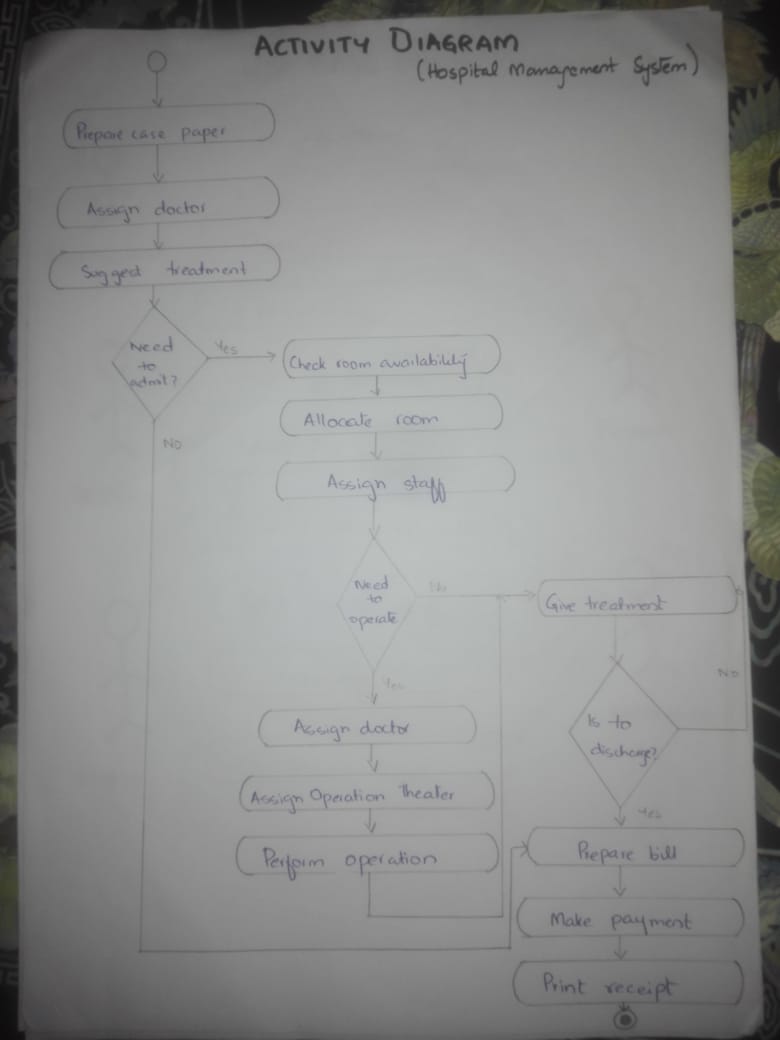 ACTIVITY DIAGRAM
(Hospital Management System)
Prepare case paper
Assign doctor
Suggest treatment
Need
to
admit?
Yes
NO
Check room availability
Allocate room
Assign staff
Need
to
operate
No
Yes
Give treatment
Assign doctor
Assign Operation Theater
Perform operation
Is to
discharge?
NO
Yes
Prepare bill
Make payment
Print receipt